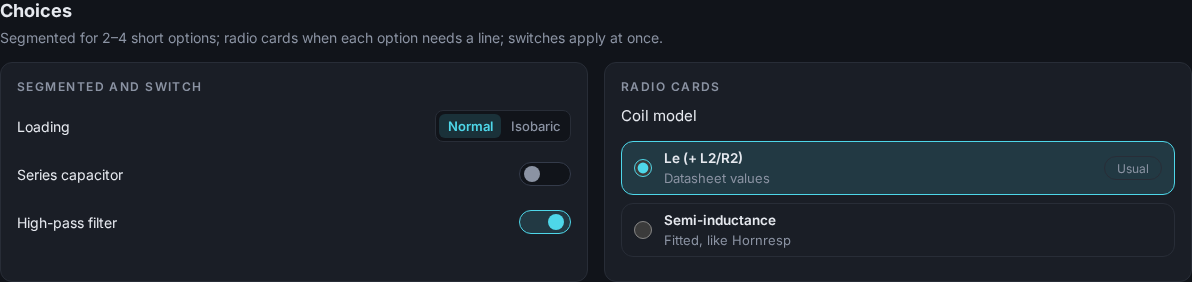 Choices
Segmented for 2–4 short options; radio cards when each option needs a line; switches apply at once.
SEGMENTED AND SWITCH
Loading
Normal Isobaric
Series capacitor
High-pass filter
RADIO CARDS
Coil model
Le (+ L2/R2)
Datasheet values
Usual
Semi-inductance
Fitted, like Hornresp